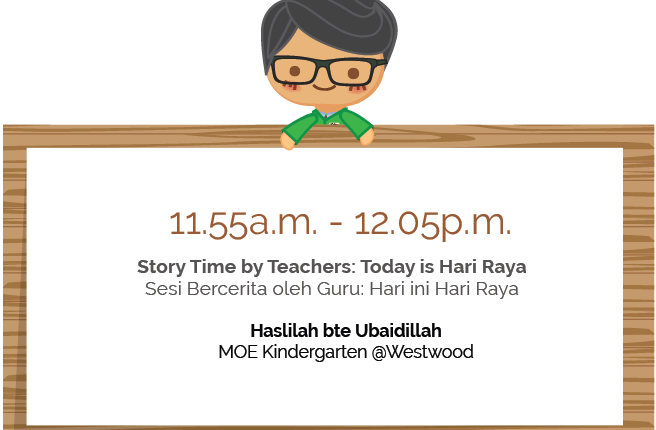 11.55a.m. - 12.05p.m.
Story Time by Teachers: Today is Hari Raya
Sesi Bercerita oleh Guru: Hari ini Hari Raya
Haslilah bte Ubaidillah
MOE Kindergarten @Westwood